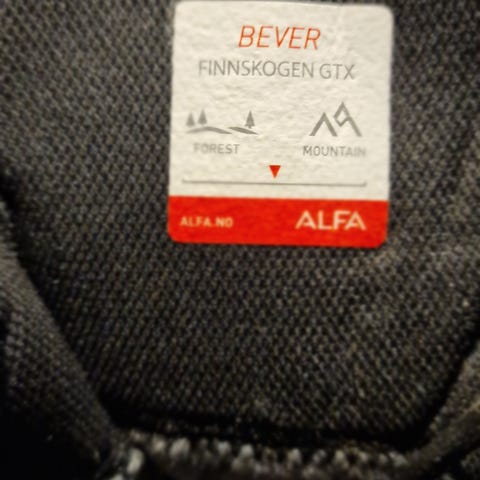 BEVER
FINNSKOGEN GTX
FOREST MOUNTAIN
ALFA.NO ALFA